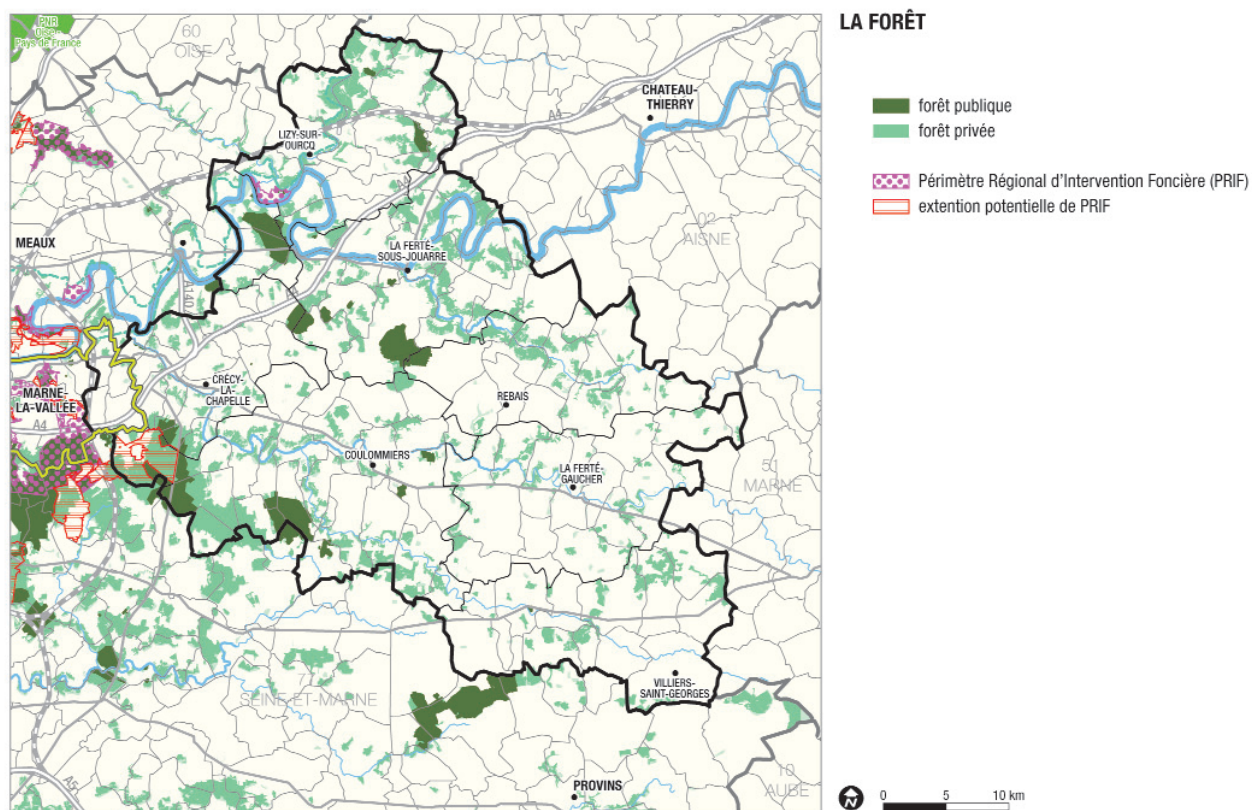 PNR
Oise -
Pays de France
60
OISE
CHATEAU-
THIERRY
A4
LIZY-SUR-
OURCQ
A4
02
AISNE
MEAUX
LA FERTÉ-
SOUS-JOUARRE
A140
MARNE-
LA-VALLÉE
A4
CRÉCY-
LA-
CHAPELLE
REBAIS
COULOMMIERS
LA FERTÉ-
GAUCHER
51
MARNE
77
SEINE-ET-MARNE
VILLIERS-
SAINT-GEORGES
A5
PROVINS
10
AUBE
LA FORÊT
forêt publique
forêt privée
Périmètre Régional d'Intervention Foncière (PRIF)
extention potentielle de PRIF
N
0 5 10 km